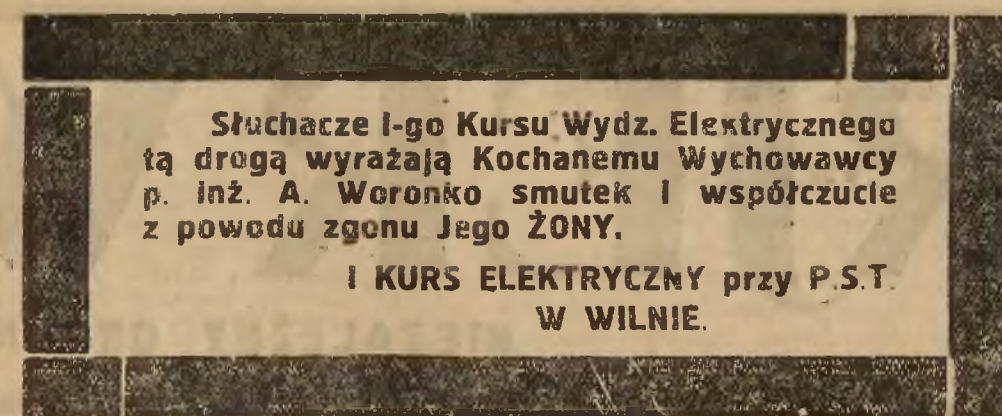 Słuchacze I-go Kursu Wydz. Elektrycznego
tą drogą wyrażają Kochanemu Wychowawcy
p. inż. A. Woronko smutek i współczucie
z powodu zgonu Jego ŻONY.
I KURS ELEKTRYCZNY przy P.S.T.
W WILNIE.